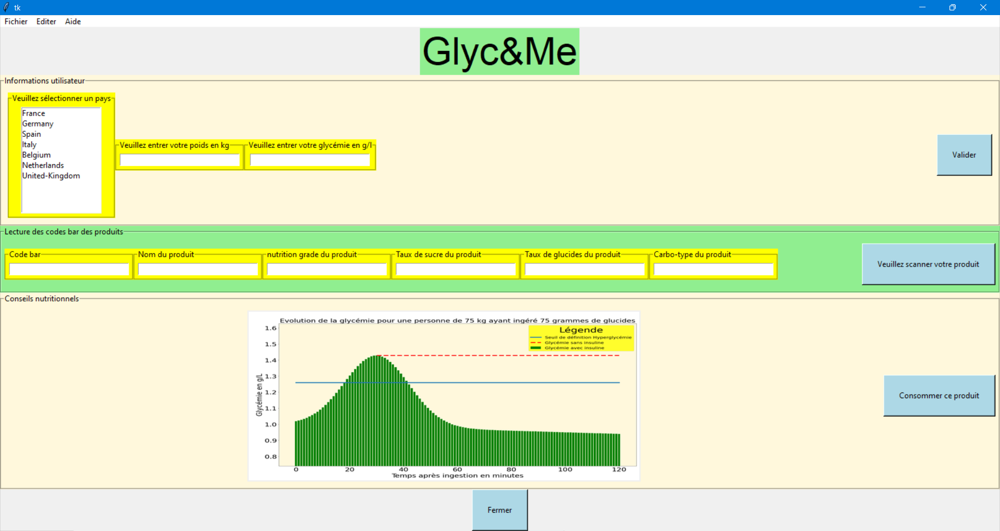 tk
Fichier Editer Aide
Glyc&Me
Informations utilisateur
Veuillez sélectionner un pays
France
Germany
Spain
Italy
Belgium
Netherlands
United-Kingdom
Veuillez entrer votre poids en kg
Veuillez entrer votre glycémie en g/l
Valider
Lecture des codes bar des produits
Code bar
Nom du produit
nutrition grade du produit
Taux de sucre du produit
Taux de glucides du produit
Carbo-type du produit
Veuillez scanner votre produit
Conseils nutritionnels
Evolution de la glycémie pour une personne de 75 kg ayant ingéré 75 grammes de glucides
Légende
Seuil de définition Hyperglycémie
Glycémie sans insuline
Glycémie avec insuline
Glycémie en g/L
1.6
1.5
1.4
1.3
1.2
1.1
1.0
0.9
0.8
0 20 40 60 80 100 120
Temps après ingestion en minutes
Consommer ce produit
Fermer